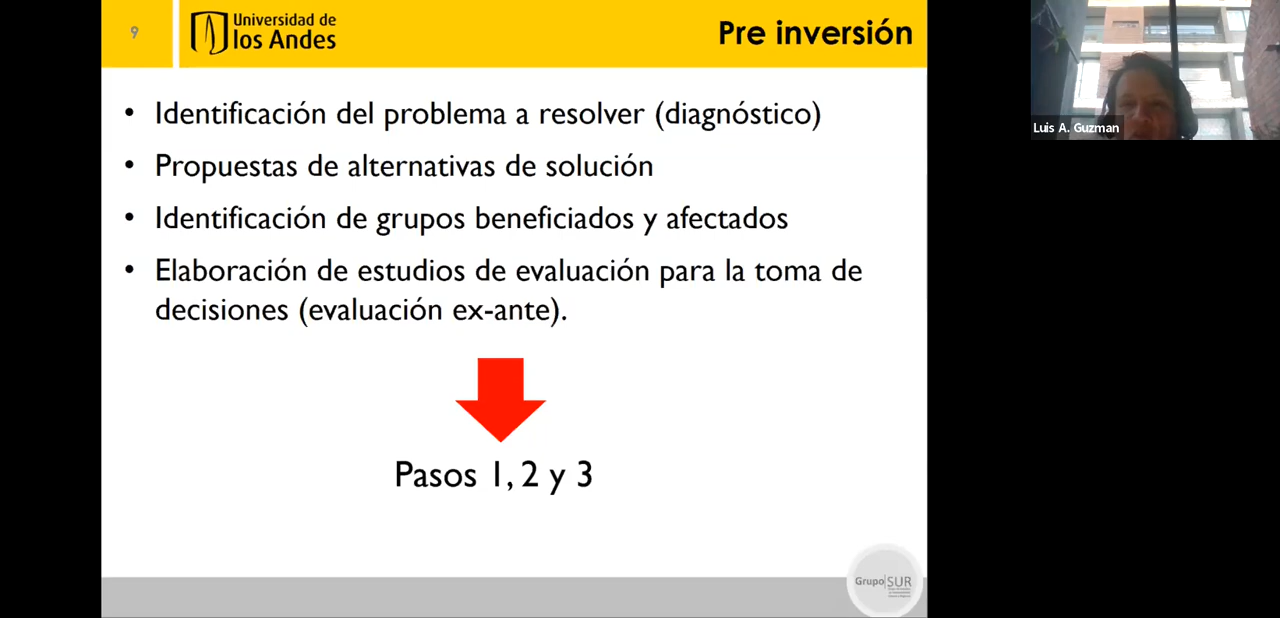 9
Universidad de
los Andes
Pre inversión
• Identificación del problema a resolver (diagnóstico)
• Propuestas de alternativas de solución
• Identificación de grupos beneficiados y afectados
• Elaboración de estudios de evaluación para la toma de
decisiones (evaluación ex-ante).
Pasos 1, 2 y 3
Grupo|SUR
Luis A. Guzman